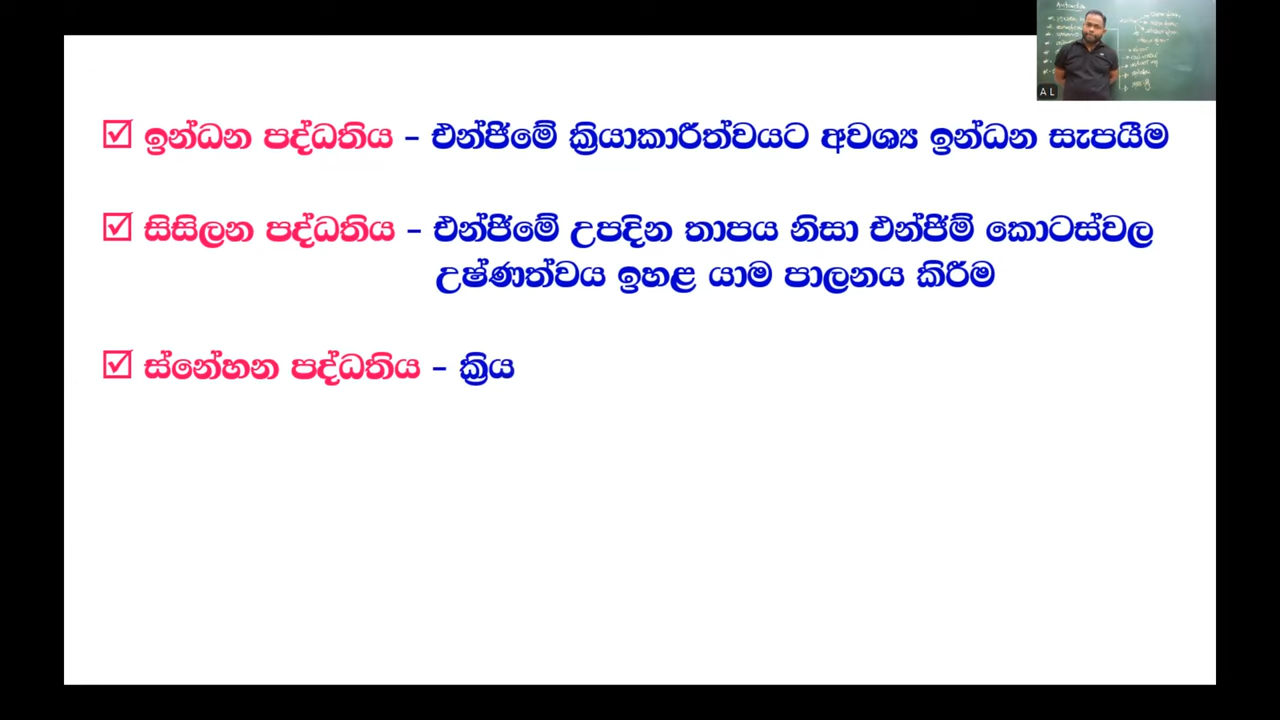 ඉන්ධන පද්ධතිය - එන්ජිමේ ක්‍රියාකාරීත්වයට අවශ්‍ය ඉන්ධන සැපයීම
සිසිලන පද්ධතිය - එන්ජිමේ උපදින තාපය නිසා එන්ජිම් කොටස්වල
උෂ්ණත්වය ඉහළ යාම පාලනය කිරීම
ස්නේහන පද්ධතිය - ක්‍රිය
A L